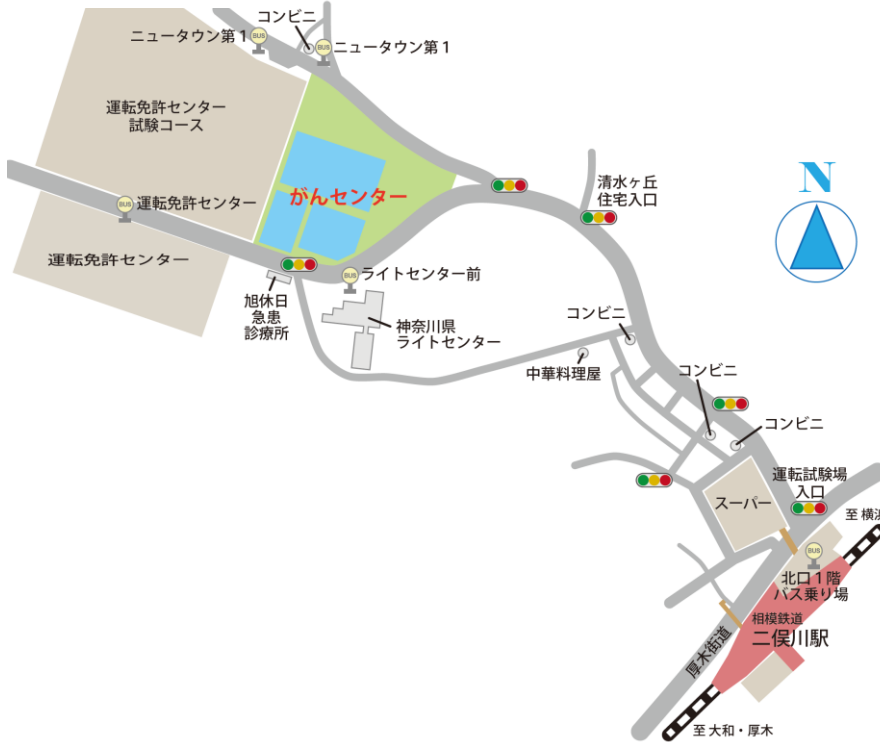 コンビニ
ニュータウン第1
BUS
BUS
ニュータウン第1
運転免許センター
試験コース
がんセンター
清水ヶ丘
住宅入口
N
BUS
運転免許センター
運転免許センター
BUS
ライトセンター前
旭休日
急患
診療所
神奈川県
ライトセンター
コンビニ
中華料理屋
コンビニ
コンビニ
運転試験場
入口
スーパー
至 横浜
BUS
北口1階
バス乗り場
相模鉄道
二俣川駅
厚木街道
至 大和・厚木